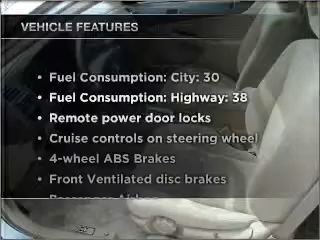 VEHICLE FEATURES
• Fuel Consumption: City: 30
• Fuel Consumption: Highway: 38
• Remote power door locks
• Cruise controls on steering wheel
• 4-wheel ABS Brakes
• Front Ventilated disc brakes